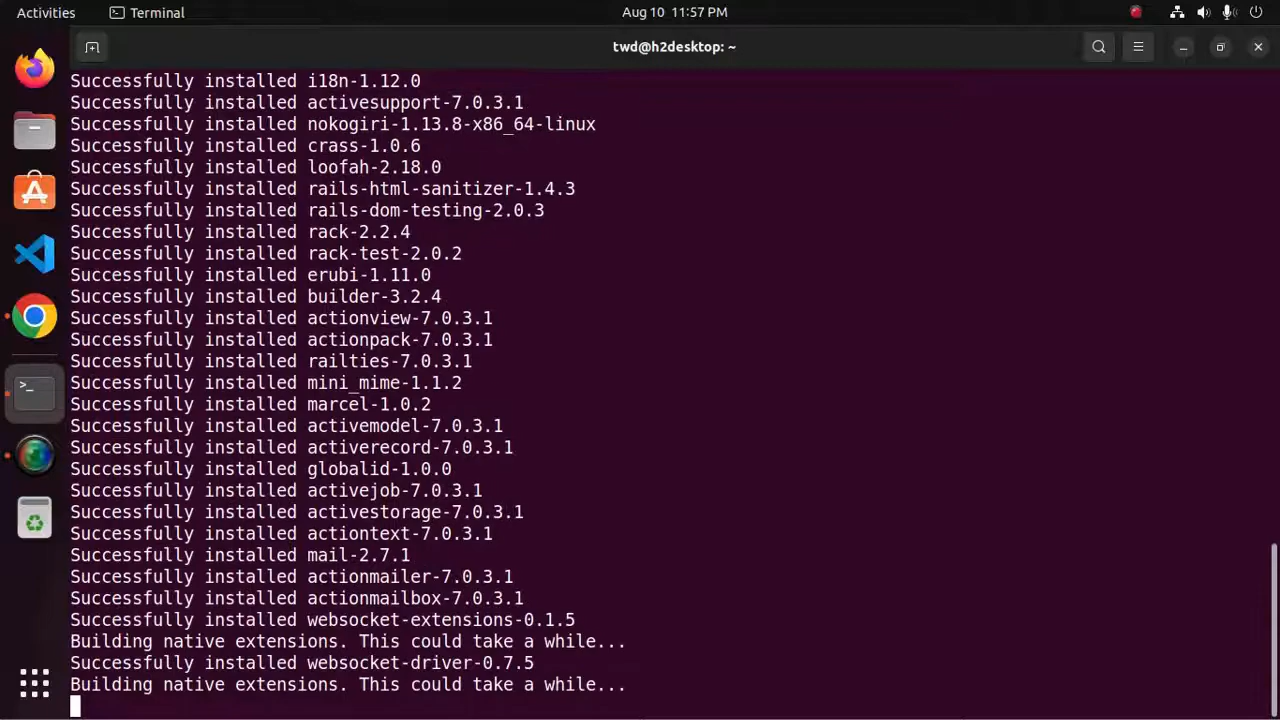 Activities
Terminal
Aug 10 11:57 PM
twd@h2desktop: ~
Successfully installed i18n-1.12.0
Successfully installed activesupport-7.0.3.1
Successfully installed nokogiri-1.13.8-x86_64-linux
Successfully installed crass-1.0.6
Successfully installed loofah-2.18.0
Successfully installed rails-html-sanitizer-1.4.3
Successfully installed rails-dom-testing-2.0.3
Successfully installed rack-2.2.4
Successfully installed rack-test-2.0.2
Successfully installed erubi-1.11.0
Successfully installed builder-3.2.4
Successfully installed actionview-7.0.3.1
Successfully installed actionpack-7.0.3.1
Successfully installed railties-7.0.3.1
Successfully installed mini_mime-1.1.2
Successfully installed marcel-1.0.2
Successfully installed activemodel-7.0.3.1
Successfully installed activerecord-7.0.3.1
Successfully installed globalid-1.0.0
Successfully installed activejob-7.0.3.1
Successfully installed activestorage-7.0.3.1
Successfully installed actiontext-7.0.3.1
Successfully installed mail-2.7.1
Successfully installed actionmailer-7.0.3.1
Successfully installed actionmailbox-7.0.3.1
Successfully installed websocket-extensions-0.1.5
Building native extensions. This could take a while...
Successfully installed websocket-driver-0.7.5
Building native extensions. This could take a while...